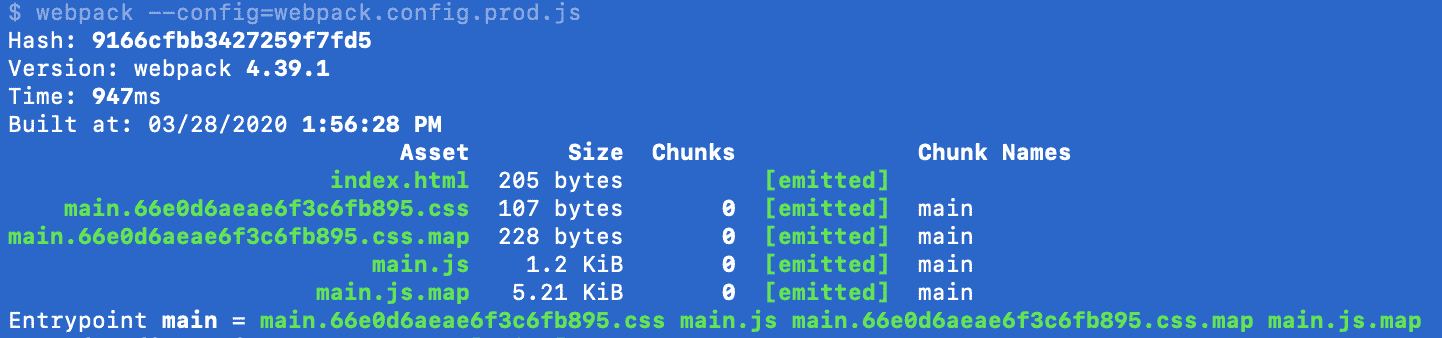 $ webpack --config=webpack.config.prod.js
Hash: 9166cfbb3427259f7fd5
Version: webpack 4.39.1
Time: 947ms
Built at: 03/28/2020 1:56:28 PM
Asset Size Chunks Chunk Names
index.html 205 bytes [emitted]
main.66e0d6aeae6f3c6fb895.css 107 bytes 0 [emitted] main
main.66e0d6aeae6f3c6fb895.css.map 228 bytes 0 [emitted] main
main.js 1.2 KiB 0 [emitted] main
main.js.map 5.21 KiB 0 [emitted] main
Entrypoint main = main.66e0d6aeae6f3c6fb895.css main.js main.66e0d6aeae6f3c6fb895.css.map main.js.map